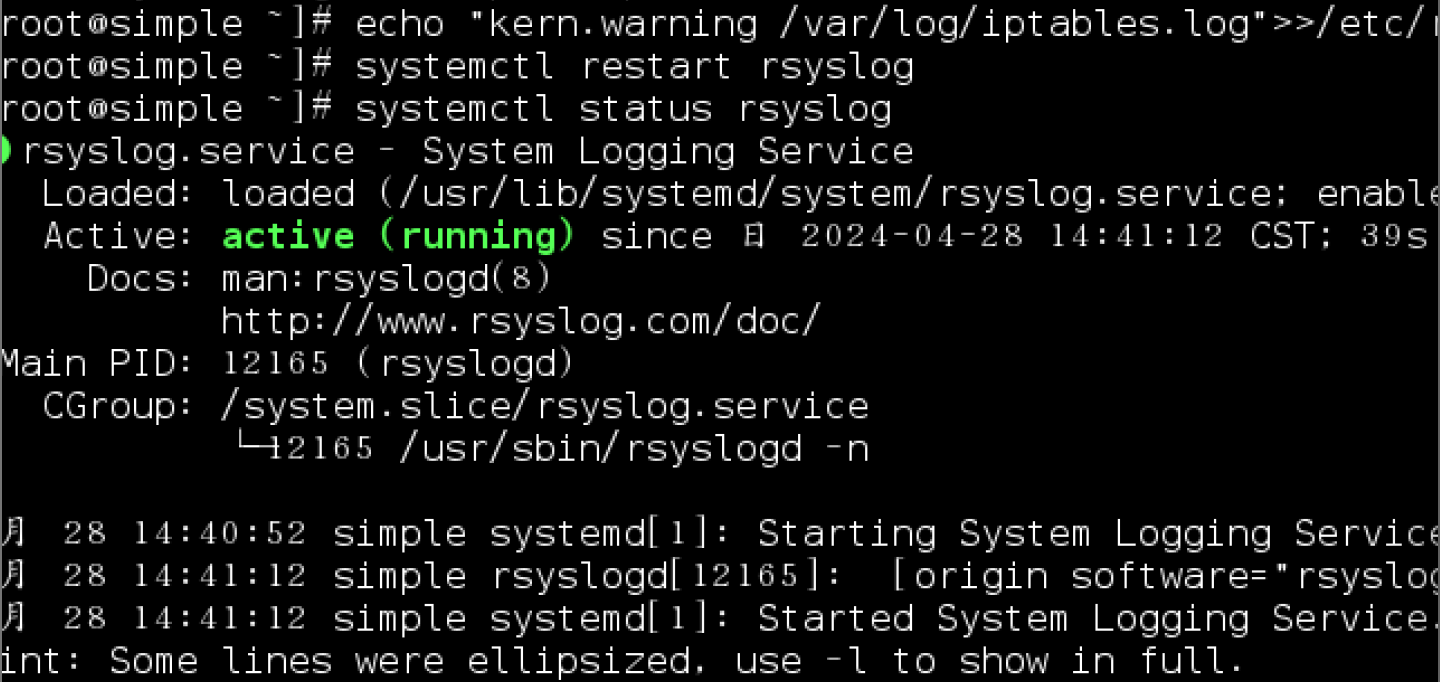 root@simple ~]# echo "kern.warning /var/log/iptables.log">>/etc/
root@simple ~]# systemctl restart rsyslog
root@simple ~]# systemctl status rsyslog
rsyslog.service - System Logging Service
Loaded: loaded (/usr/lib/systemd/system/rsyslog.service; enable
Active: active (running) since 日 2024-04-28 14:41:12 CST; 39s
Docs: man:rsyslogd(8)
http://www.rsyslog.com/doc/
Main PID: 12165 (rsyslogd)
CGroup: /system.slice/rsyslog.service
└─12165 /usr/sbin/rsyslogd -n
月 28 14:40:52 simple systemd[1]: Starting System Logging Service
月 28 14:41:12 simple rsyslogd[12165]:  [origin software="rsyslog
月 28 14:41:12 simple systemd[1]: Started System Logging Service.
int: Some lines were ellipsized, use -l to show in full.